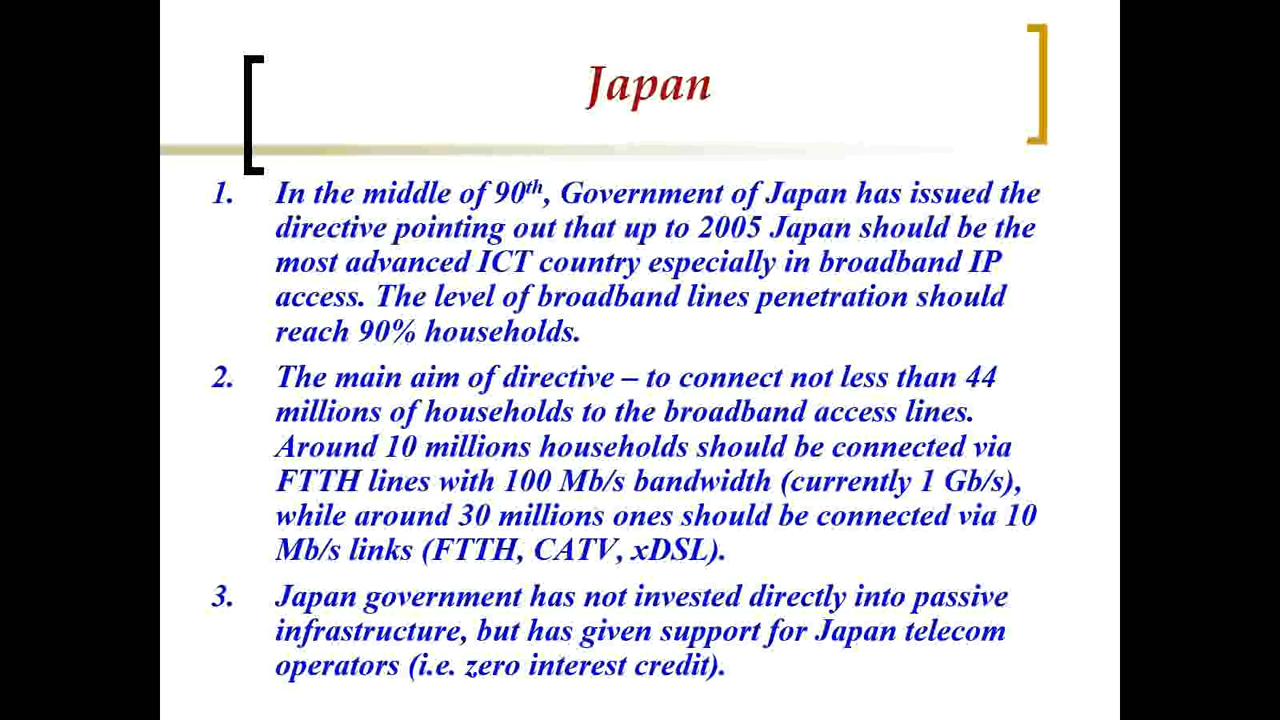 Japan
1. In the middle of 90th, Government of Japan has issued the
directive pointing out that up to 2005 Japan should be the
most advanced ICT country especially in broadband IP
access. The level of broadband lines penetration should
reach 90% households.
2. The main aim of directive – to connect not less than 44
millions of households to the broadband access lines.
Around 10 millions households should be connected via
FTTH lines with 100 Mb/s bandwidth (currently 1 Gb/s),
while around 30 millions ones should be connected via 10
Mb/s links (FTTH, CATV, xDSL).
3. Japan government has not invested directly into passive
infrastructure, but has given support for Japan telecom
operators (i.e. zero interest credit).